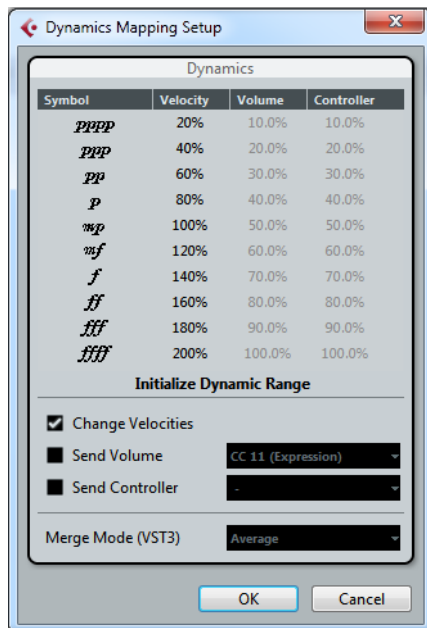 Dynamics Mapping Setup
Dynamics
Symbol Velocity Volume Controller
pppp 20% 10.0% 10.0%
ppp 40% 20.0% 20.0%
pp 60% 30.0% 30.0%
p 80% 40.0% 40.0%
mp 100% 50.0% 50.0%
mf 120% 60.0% 60.0%
f 140% 70.0% 70.0%
ff 160% 80.0% 80.0%
fff 180% 90.0% 90.0%
ffff 200% 100.0% 100.0%
Initialize Dynamic Range
Change Velocities
Send Volume CC 11 (Expression)
Send Controller -
Merge Mode (VST3) Average
OK Cancel